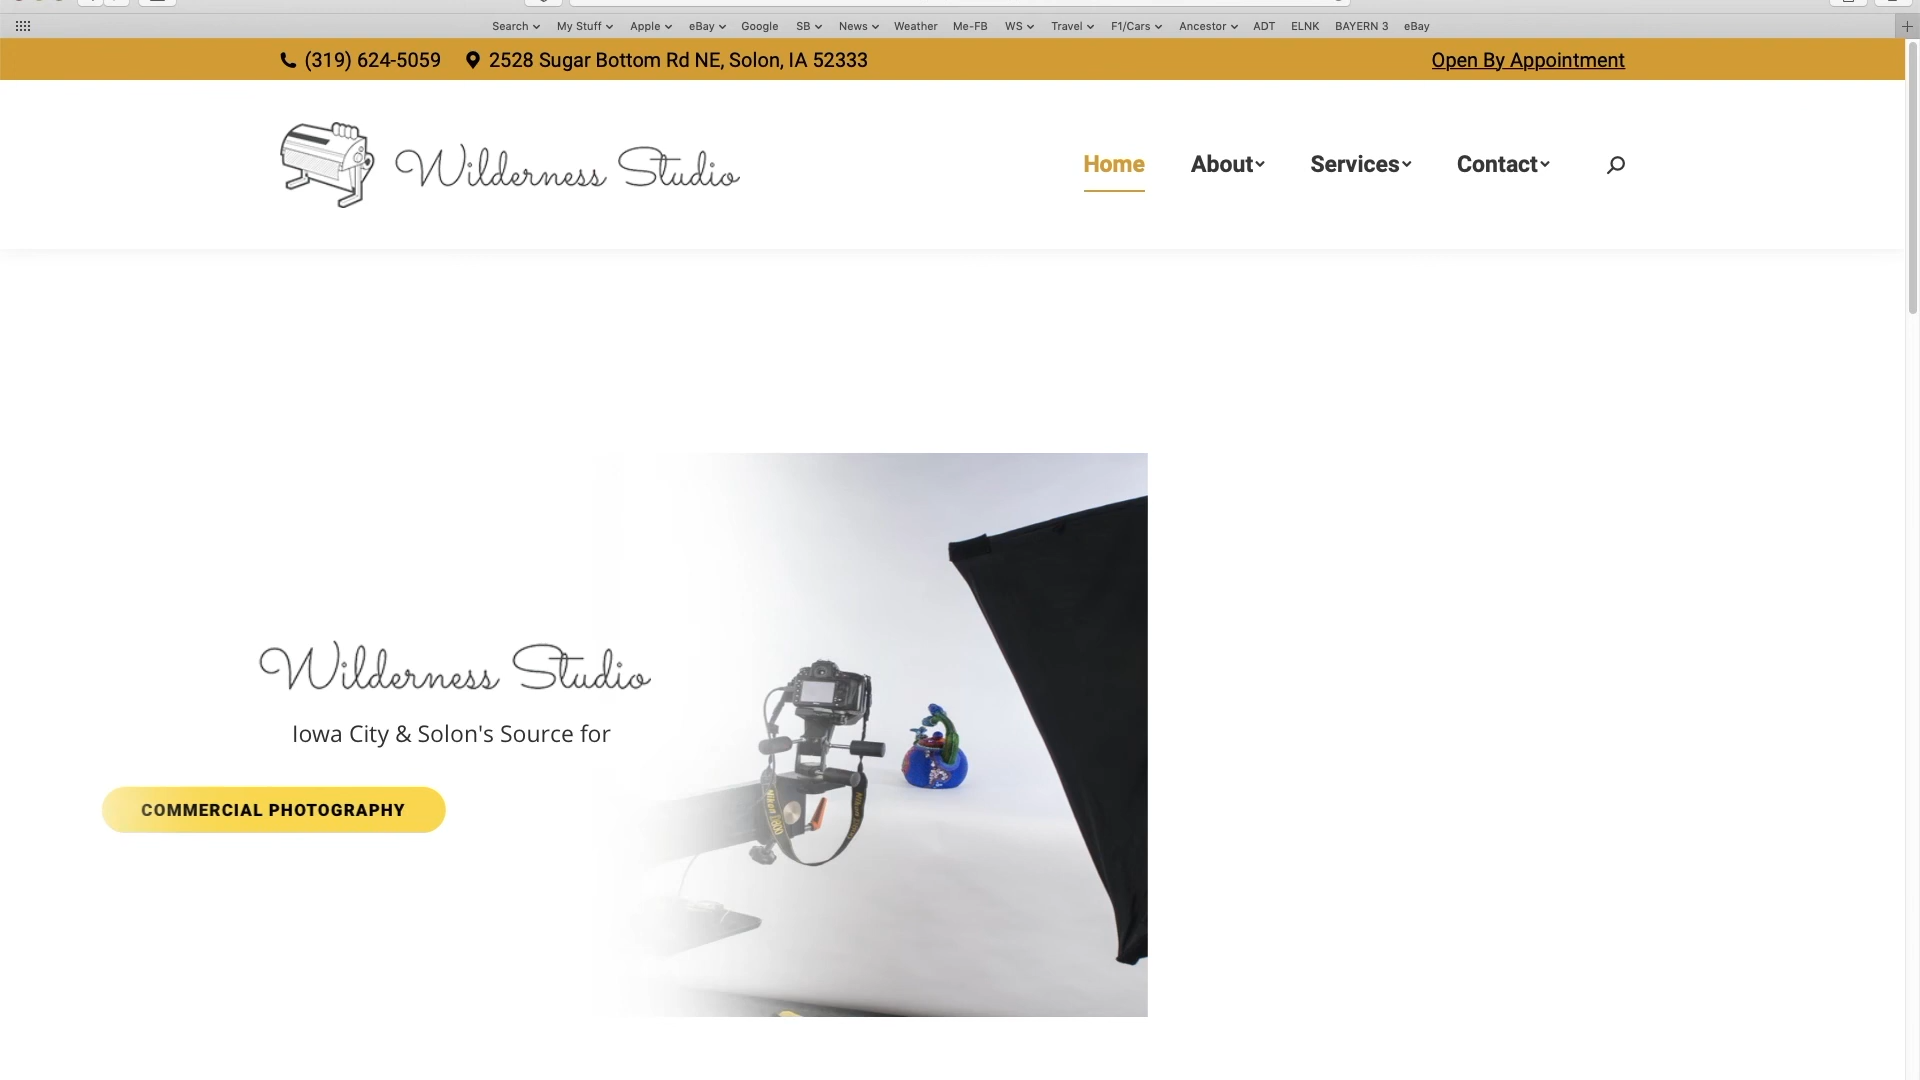 Search My Stuff Apple eBay Google SB News Weather Me-FB WS Travel F1/Cars Ancestor ADT ELNK BAYERN 3 eBay
(319) 624-5059 2528 Sugar Bottom Rd NE, Solon, IA 52333 Open By Appointment
Wilderness Studio
Home About Services Contact
Wilderness Studio
Iowa City & Solon's Source for
COMMERCIAL PHOTOGRAPHY